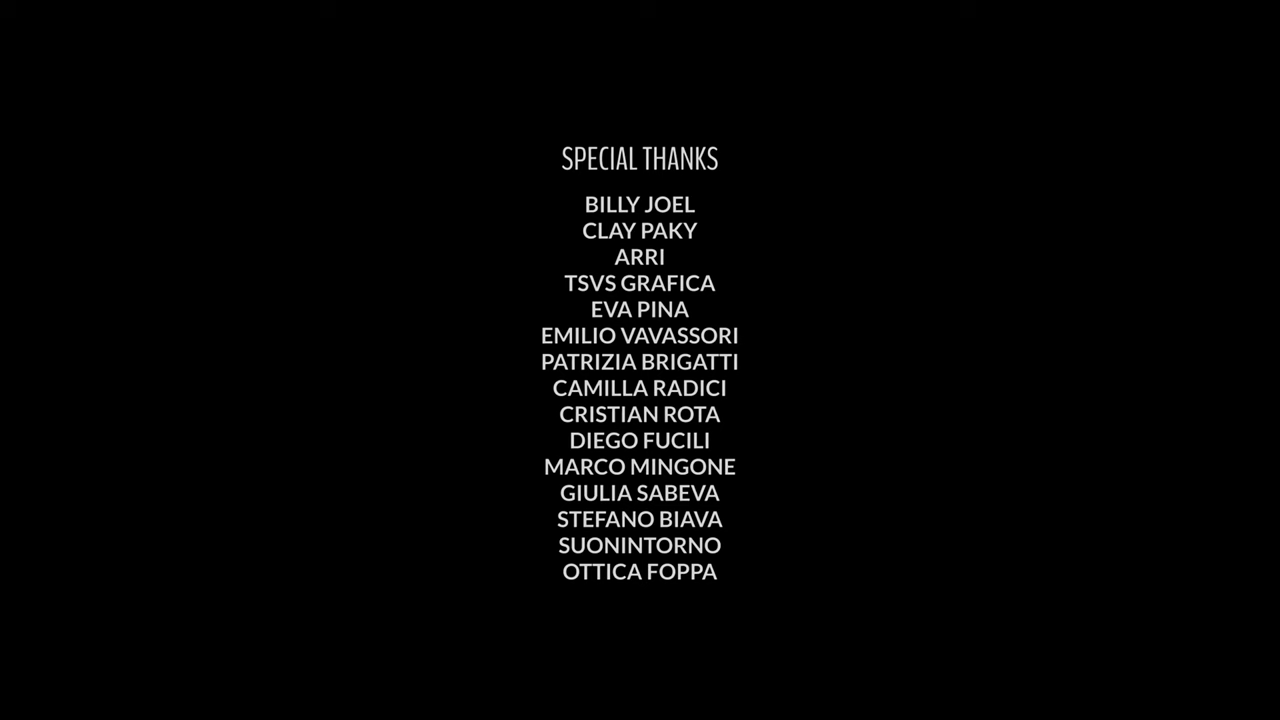 SPECIAL THANKS
BILLY JOEL
CLAY PAKY
ARRI
TSVS GRAFICA
EVA PINA
EMILIO VAVASSORI
PATRIZIA BRIGATTI
CAMILLA RADICI
CRISTIAN ROTA
DIEGO FUCILI
MARCO MINGONE
GIULIA SABEVA
STEFANO BIAVA
SUONINTORNO
OTTICA FOPPA